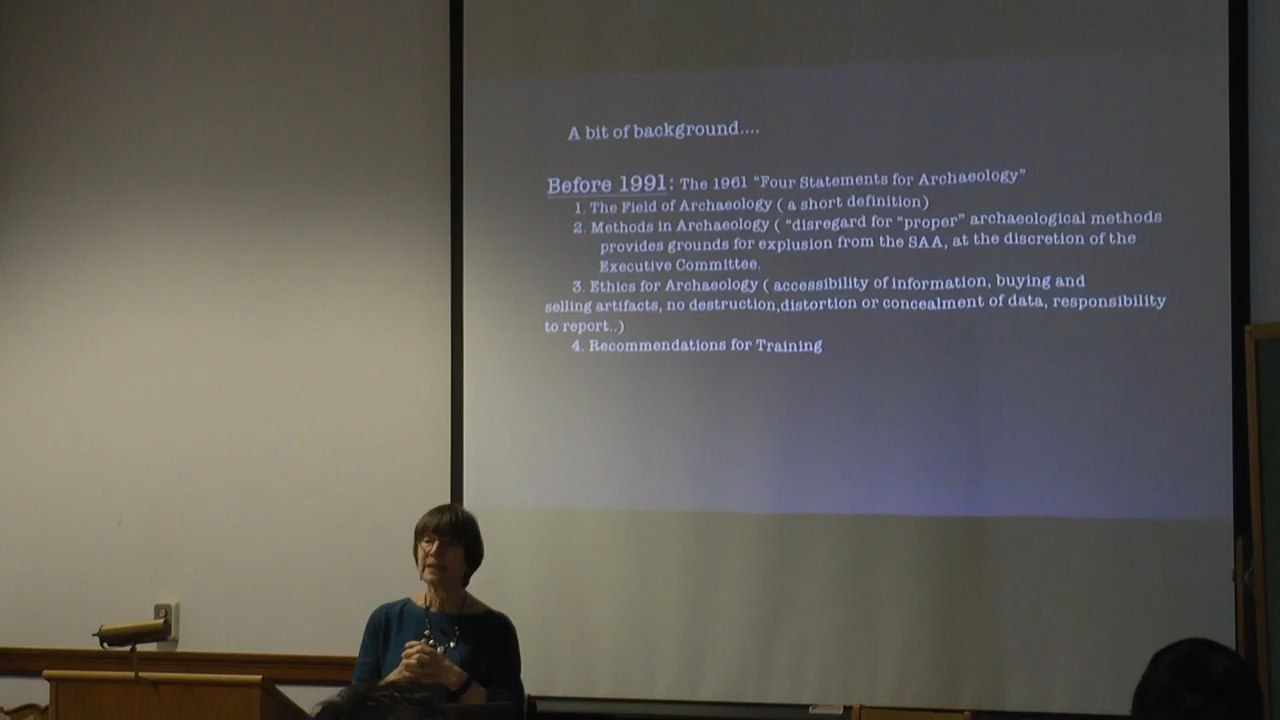 A bit of background....
Before 1991: The 1961 "Four Statements for Archaeology"
1. The Field of Archaeology ( a short definition)
2. Methods in Archaeology ( "disregard for "proper" archaeological methods
provides grounds for explusion from the SAA, at the discretion of the
Executive Committee.
3. Ethics for Archaeology ( accessibility of information, buying and
selling artifacts, no destruction,distortion or concealment of data, responsibility
to report..)
4. Recommendations for Training